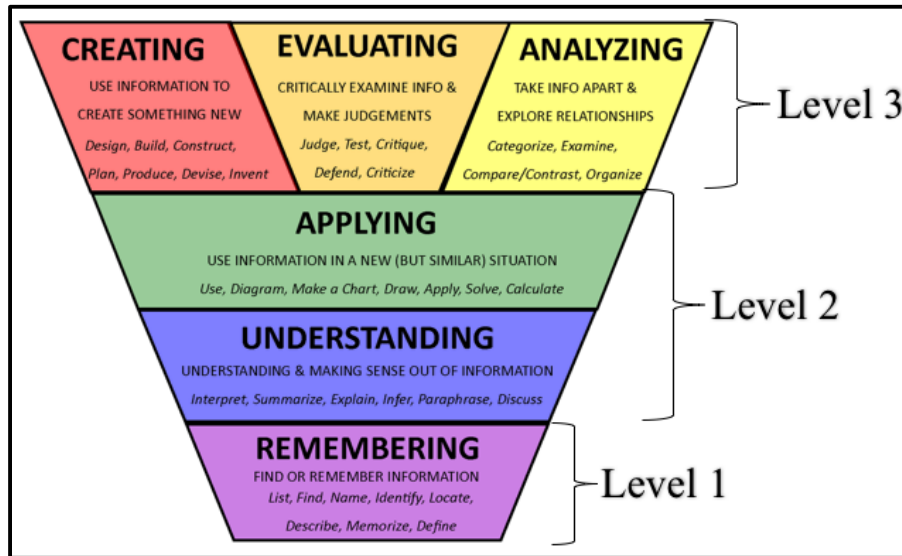 CREATING
USE INFORMATION TO
CREATE SOMETHING NEW
Design, Build, Construct,
Plan, Produce, Devise, Invent
EVALUATING
CRITICALLY EXAMINE INFO &
MAKE JUDGEMENTS
Judge, Test, Critique,
Defend, Criticize
ANALYZING
TAKE INFO APART &
EXPLORE RELATIONSHIPS
Categorize, Examine,
Compare/Contrast, Organize
Level 3
APPLYING
USE INFORMATION IN A NEW (BUT SIMILAR) SITUATION
Use, Diagram, Make a Chart, Draw, Apply, Solve, Calculate
Level 2
UNDERSTANDING
UNDERSTANDING & MAKING SENSE OUT OF INFORMATION
Interpret, Summarize, Explain, Infer, Paraphrase, Discuss
REMEMBERING
FIND OR REMEMBER INFORMATION
List, Find, Name, Identify, Locate,
Describe, Memorize, Define
Level 1